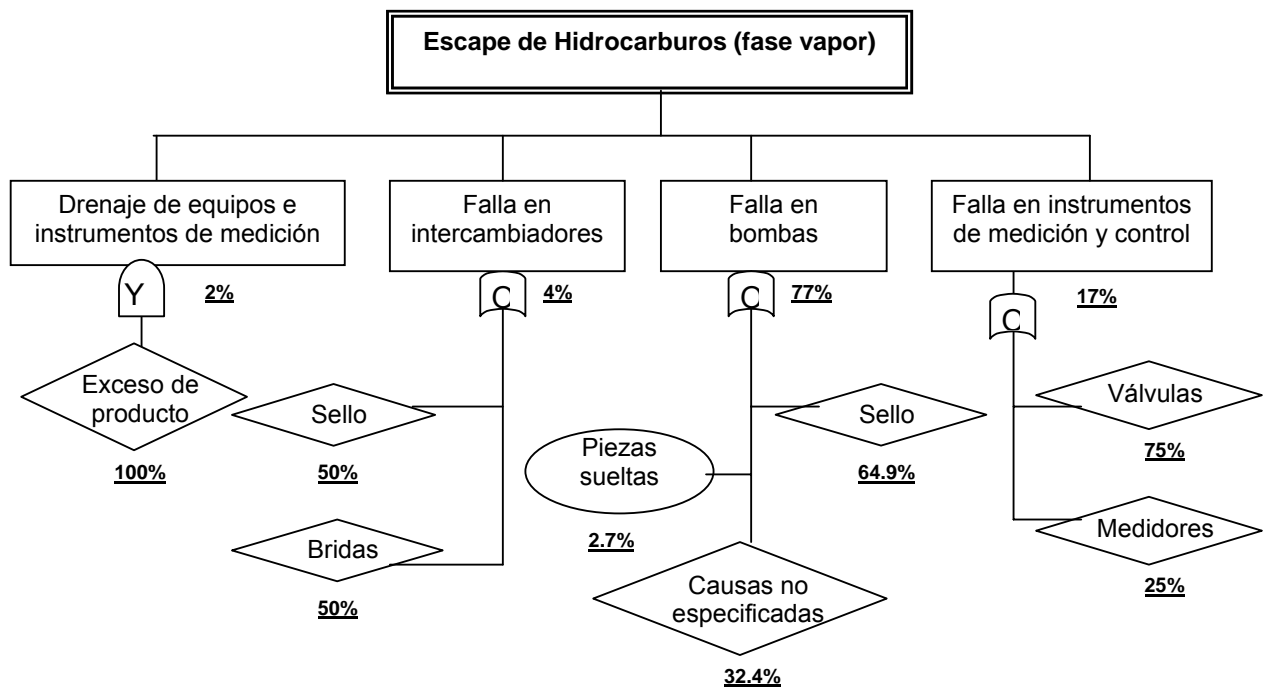 Escape de Hidrocarburos (fase vapor)
Drenaje de equipos e
instrumentos de medición
Falla en
intercambiadores
Falla en
bombas
Falla en instrumentos
de medición y control
Y
2%
C
4%
C
77%
C
17%
Exceso de
producto
100%
Sello
50%
Bridas
50%
Piezas
sueltas
2.7%
Sello
64.9%
Causas no
especificadas
32.4%
Válvulas
75%
Medidores
25%